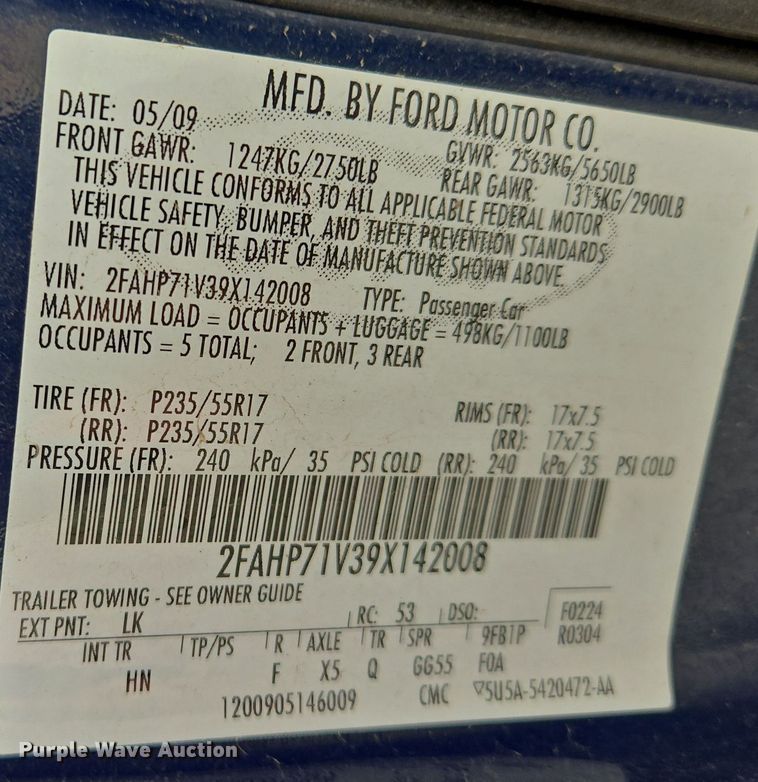 MFD. BY FORD MOTOR CO.
DATE: 05/09 GVWR: 2563KG/5650LB
FRONT GAWR: 1247KG/2750LB REAR GAWR: 1315KG/2900LB
THIS VEHICLE CONFORMS TO ALL APPLICABLE FEDERAL MOTOR
VEHICLE SAFETY, BUMPER, AND THEFT PREVENTION STANDARDS
IN EFFECT ON THE DATE OF MANUFACTURE SHOWN ABOVE.
VIN: 2FAHP71V39X142008 TYPE: Passenger Car
MAXIMUM LOAD = OCCUPANTS + LUGGAGE = 498KG/1100LB
OCCUPANTS = 5 TOTAL; 2 FRONT, 3 REAR
TIRE (FR): P235/55R17 RIMS (FR): 17x7.5
(RR): P235/55R17 (RR): 17x7.5
PRESSURE (FR): 240 kPa/ 35 PSI COLD (RR): 240 kPa/ 35 PSI COLD
2FAHP71V39X142008
TRAILER TOWING - SEE OWNER GUIDE
EXT PNT: LK RC: 53 DSO: F0224
INT TR TP/PS R AXLE TR SPR 9FB1P R0304
HN F X5 Q GG55 FOA
1200905146009 CMC 5U5A-5420472-AA
Purple Wave Auction